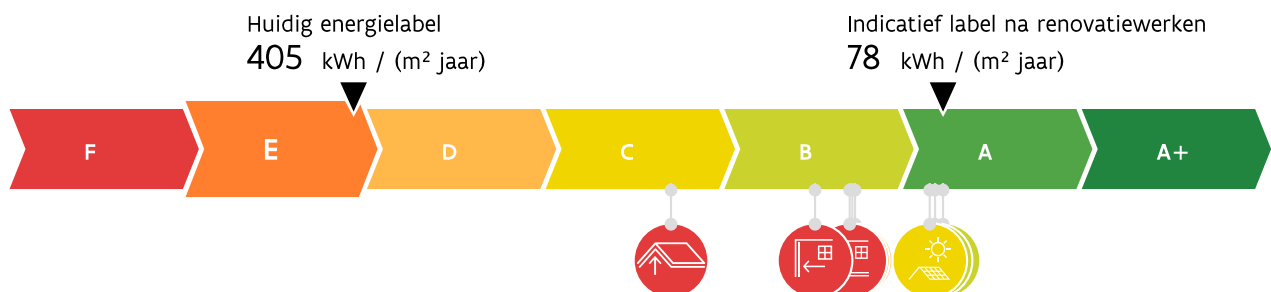 Huidig energielabel
405 kWh / (m² jaar)
Indicatief label na renovatiewerken
78 kWh / (m² jaar)
F E D C B A A+